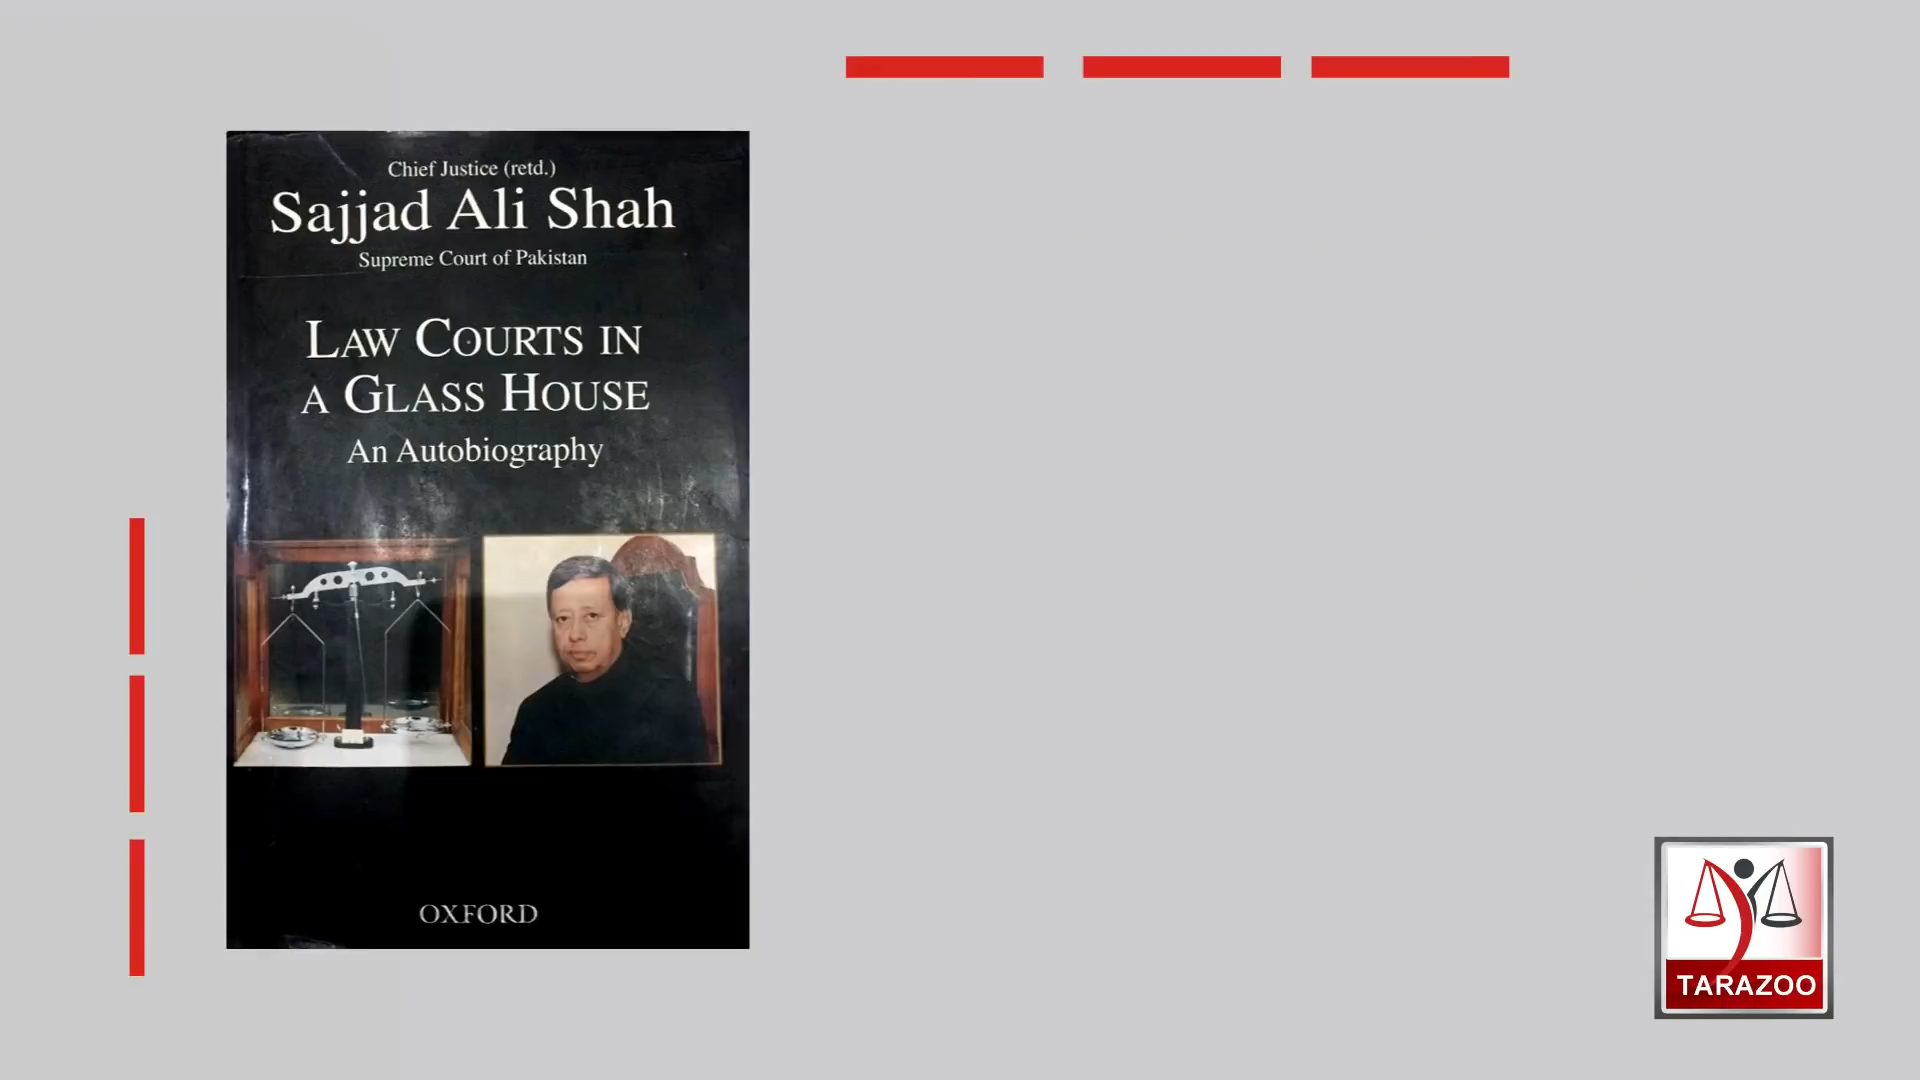 Chief Justice (retd.)
Sajjad Ali Shah
Supreme Court of Pakistan
LAW COURTS IN
A GLASS HOUSE
An Autobiography
OXFORD
TARAZOO